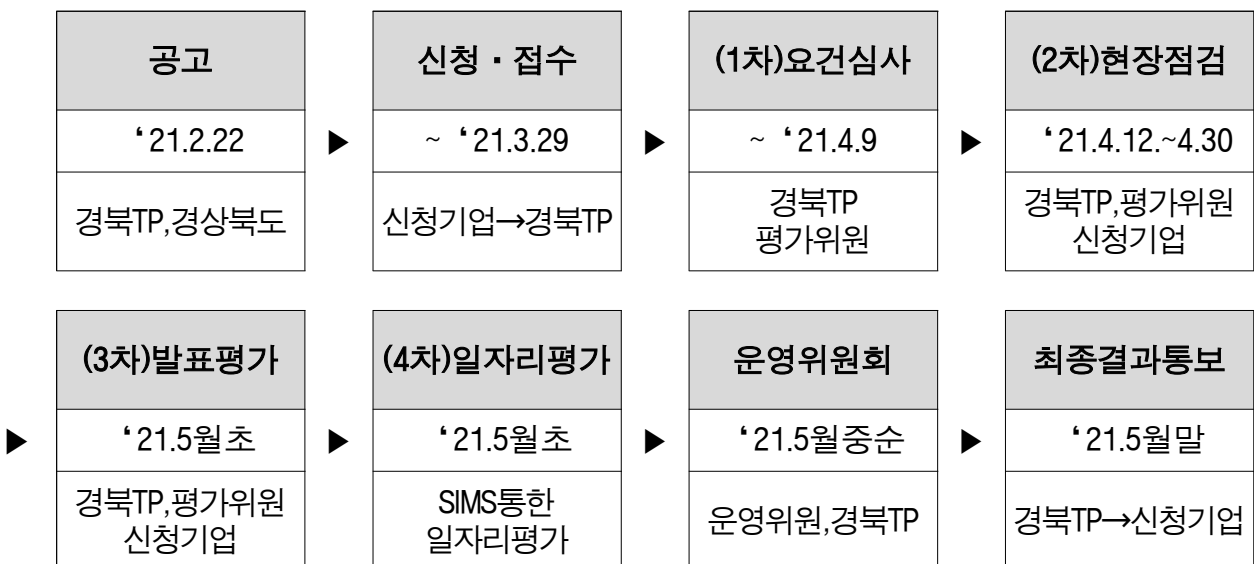 공고
‘21.2.22
경북TP,경상북도
▶
신청・접수
~ ‘21.3.29
신청기업→경북TP
▶
(1차)요건심사
~ ‘21.4.9
경북TP
평가위원
▶
(2차)현장점검
‘21.4.12.~4.30
경북TP,평가위원
신청기업
▶
(3차)발표평가
‘21.5월초
경북TP,평가위원
신청기업
▶
(4차)일자리평가
‘21.5월초
SIMS통한
일자리평가
▶
운영위원회
‘21.5월중순
운영위원,경북TP
▶
최종결과통보
‘21.5월말
경북TP→신청기업